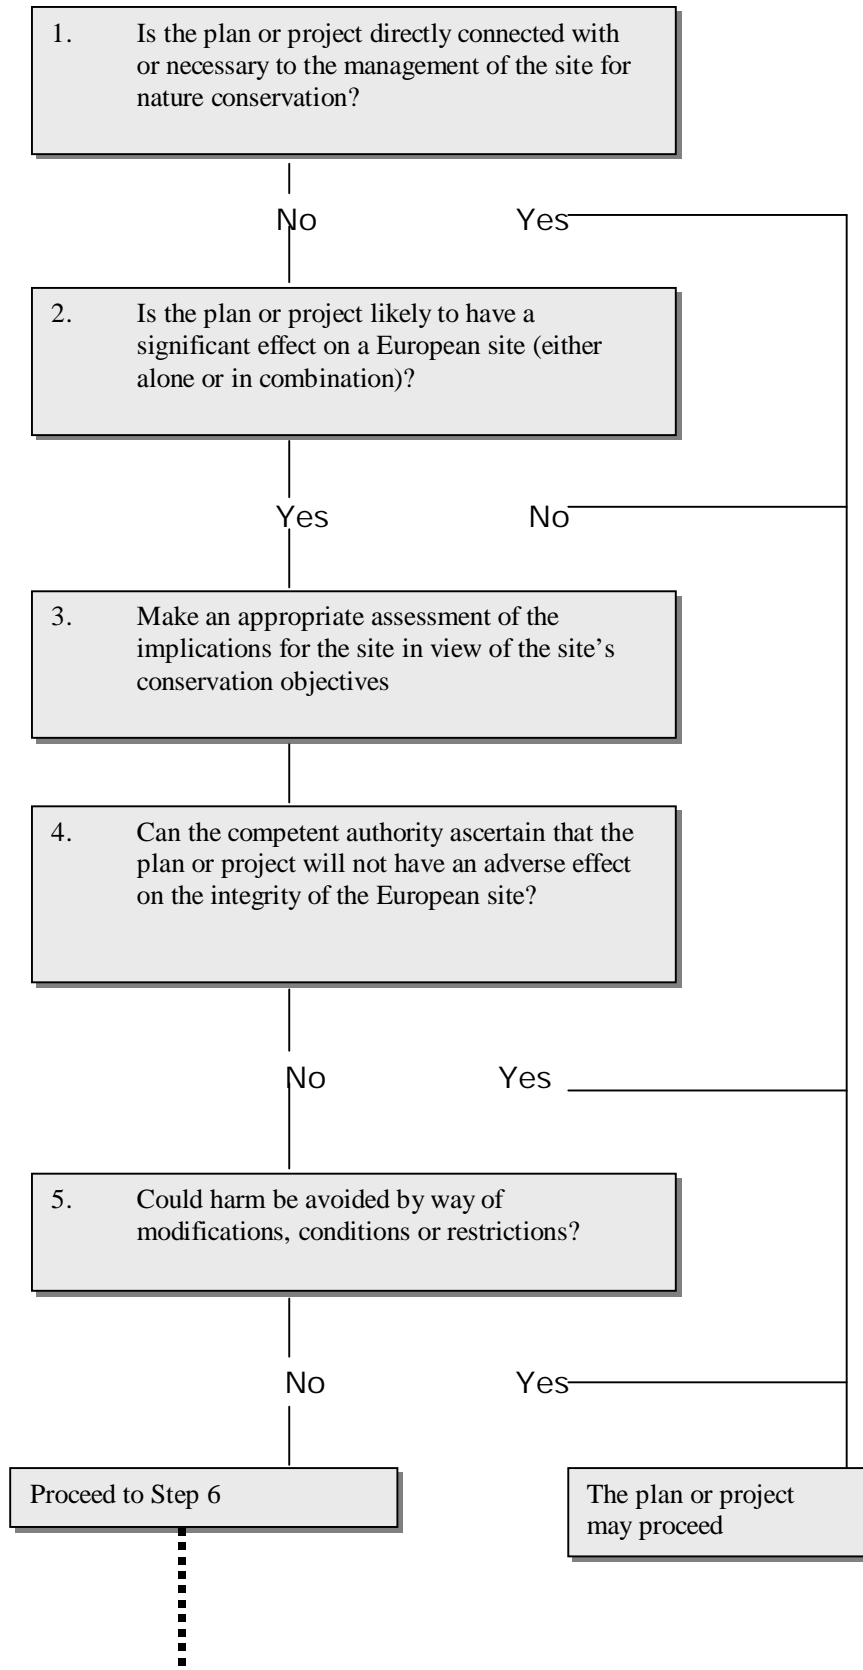 1. Is the plan or project directly connected with
or necessary to the management of the site for
nature conservation?
No Yes
2. Is the plan or project likely to have a
significant effect on a European site (either
alone or in combination)?
Yes No
3. Make an appropriate assessment of the
implications for the site in view of the site’s
conservation objectives
4. Can the competent authority ascertain that the
plan or project will not have an adverse effect
on the integrity of the European site?
No Yes
5. Could harm be avoided by way of
modifications, conditions or restrictions?
No Yes
Proceed to Step 6
The plan or project
may proceed